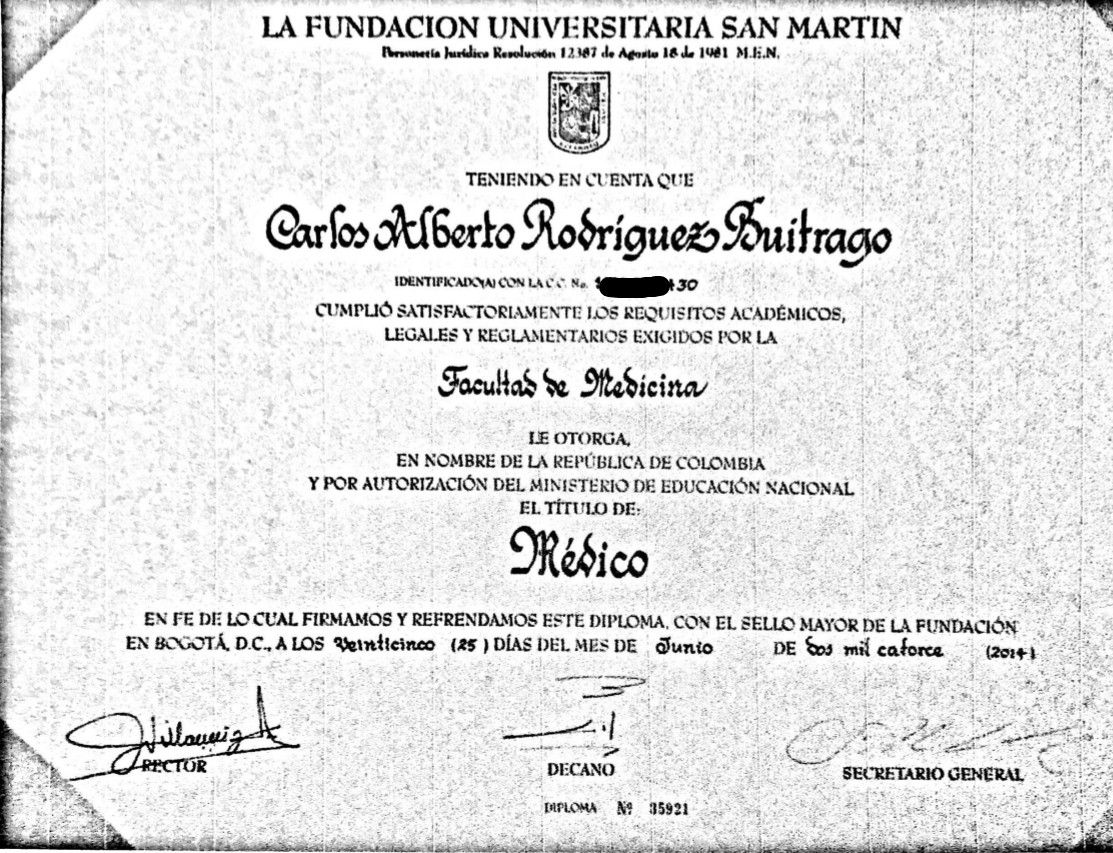 LA FUNDACION UNIVERSITARIA SAN MARTIN
Personería Jurídica Resolución 12387 de Agosto 18 de 1981 M.E.N.
TENIENDO EN CUENTA QUE
Carlos Alberto Rodríguez Buitrago
IDENTIFICADO(A) CON LA C.C. No. 30
CUMPLIÓ SATISFACTORIAMENTE LOS REQUISITOS ACADÉMICOS,
LEGALES Y REGLAMENTARIOS EXIGIDOS POR LA
Facultad de Medicina
LE OTORGA,
EN NOMBRE DE LA REPÚBLICA DE COLOMBIA
Y POR AUTORIZACIÓN DEL MINISTERIO DE EDUCACIÓN NACIONAL
EL TÍTULO DE:
Médico
EN FE DE LO CUAL FIRMAMOS Y REFRENDAMOS ESTE DIPLOMA, CON EL SELLO MAYOR DE LA FUNDACIÓN
EN BOGOTÁ, D.C., A LOS Veinticinco (25) DÍAS DEL MES DE Junio DE dos mil catorce (2014)
RECTOR
DECANO
SECRETARIO GENERAL
DIPLOMA Nº 35921